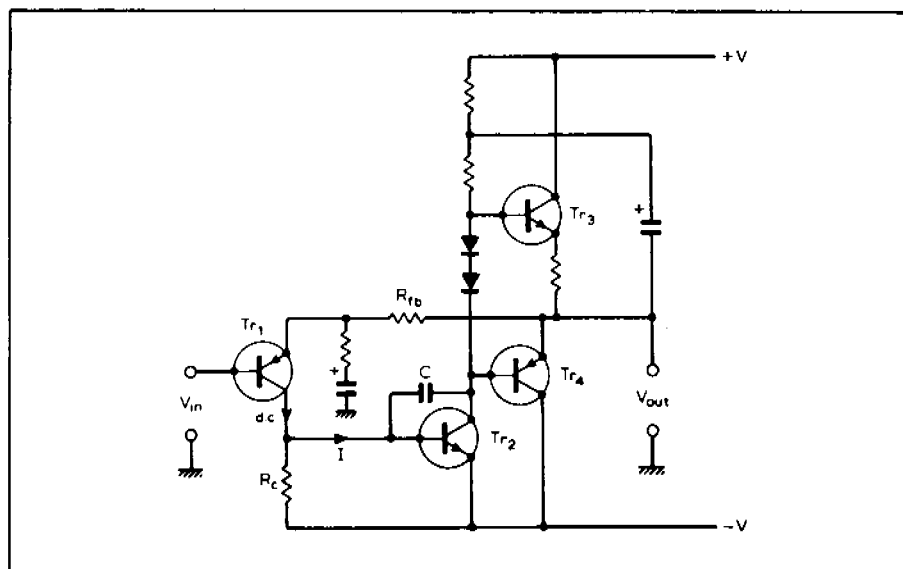 +V
Tr3
+
Rfb
Tr1
C
Tr4
+
Vin
Vout
d.c
Tr2
I
Rc
−V